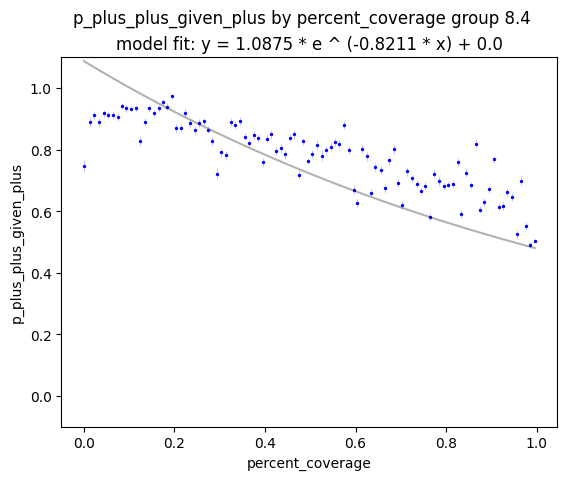 p_plus_plus_given_plus by percent_coverage group 8.4
model fit: y = 1.0875 * e ^ (-0.8211 * x) + 0.0
1.0
0.8
0.6
0.4
0.2
0.0
p_plus_plus_given_plus
0.0 0.2 0.4 0.6 0.8 1.0
percent_coverage